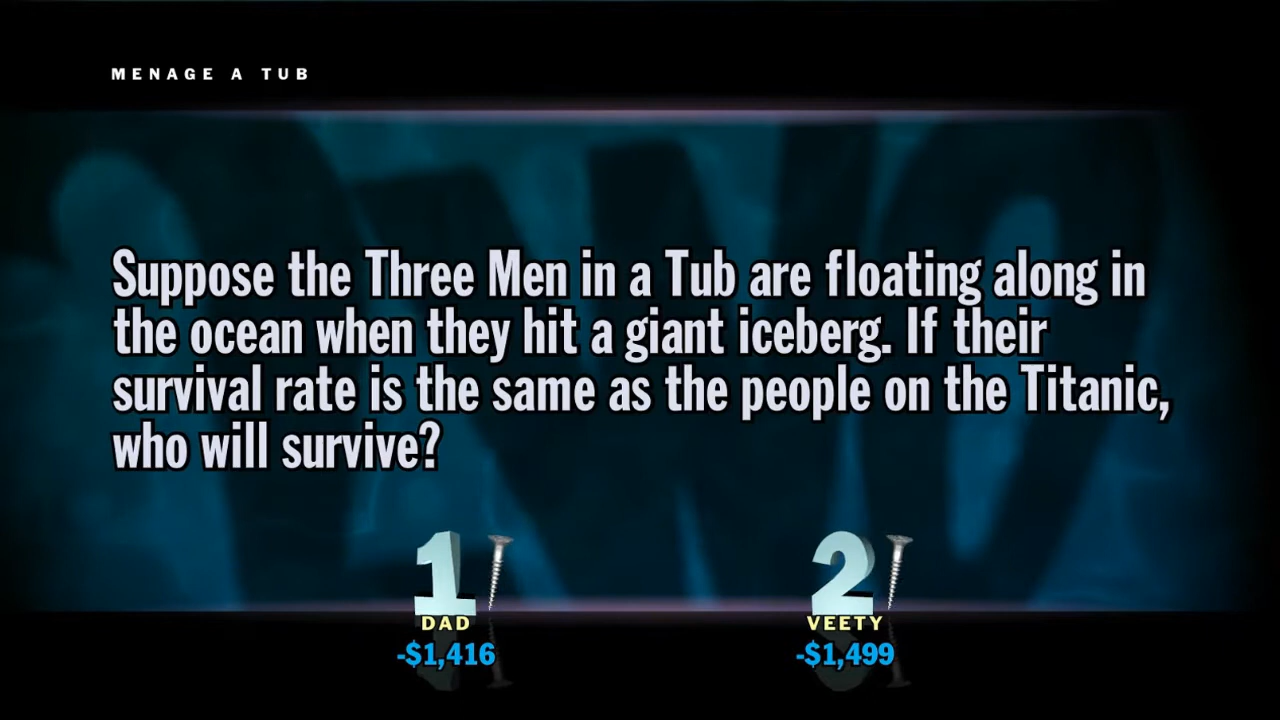 MENAGE A TUB
Suppose the Three Men in a Tub are floating along in
the ocean when they hit a giant iceberg. If their
survival rate is the same as the people on the Titanic,
who will survive?
1 2
DAD VEETY
-$1,416 -$1,499